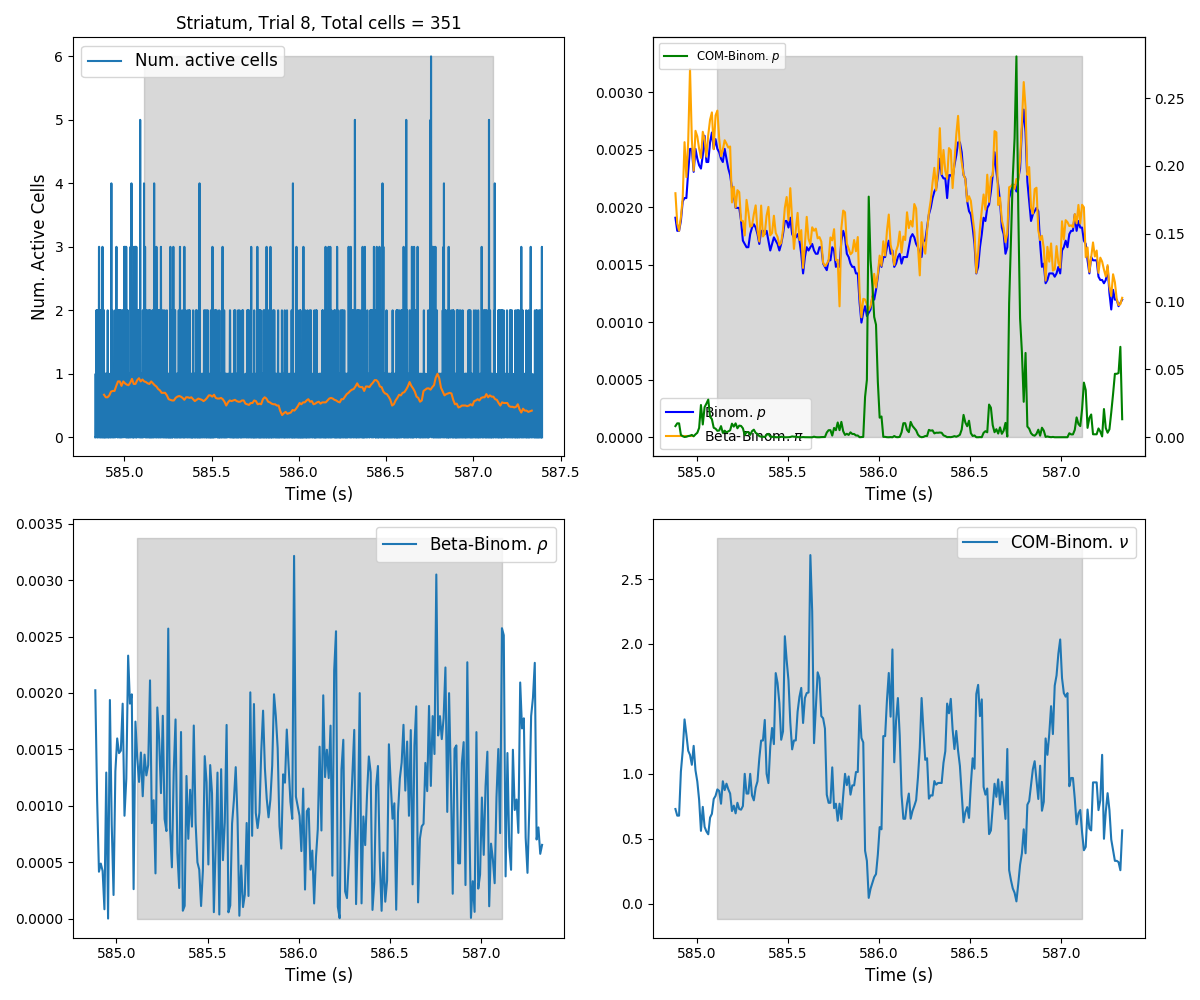 Striatum, Trial 8, Total cells = 351
Num. active cells
Num. Active Cells
6
5
4
3
2
1
0
585.0 585.5 586.0 586.5 587.0 587.5
Time (s)
COM-Binom. p
0.0030
0.0025
0.0020
0.0015
0.0010
0.0005
0.0000
0.25
0.20
0.15
0.10
0.05
0.00
Binom. p
Beta-Binom. π
585.0 585.5 586.0 586.5 587.0
Time (s)
Beta-Binom. ρ
0.0035
0.0030
0.0025
0.0020
0.0015
0.0010
0.0005
0.0000
585.0 585.5 586.0 586.5 587.0
Time (s)
COM-Binom. ν
2.5
2.0
1.5
1.0
0.5
0.0
585.0 585.5 586.0 586.5 587.0
Time (s)